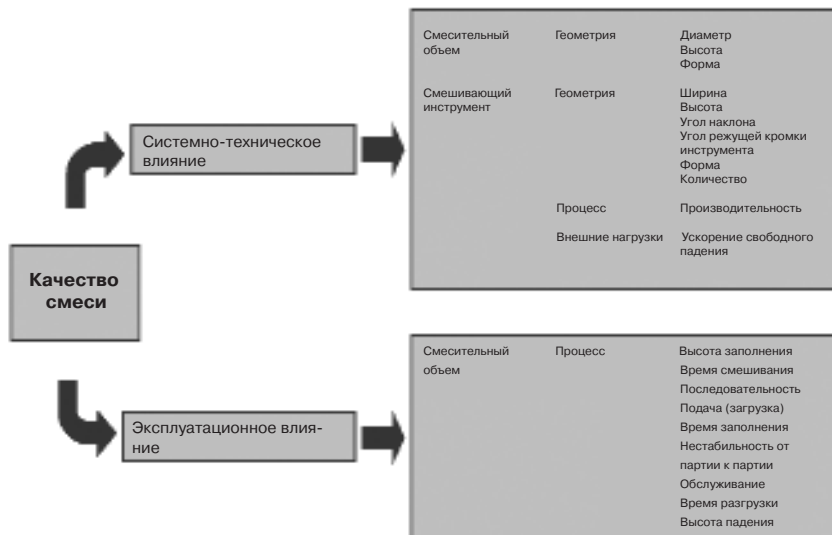 Качество
смеси
Системно-техническое
влияние
Смесительный Геометрия Диаметр
объем Высота
Форма
Смешивающий Геометрия Ширина
инструмент Высота
Угол наклона
Угол режущей кромки
инструмента
Форма
Количество
Процесс Производительность
Внешние нагрузки Ускорение свободного
падения
Эксплуатационное влия-
ние
Смесительный Процесс Высота заполнения
объем Время смешивания
Последовательность
Подача (загрузка)
Время заполнения
Нестабильность от
партии к партии
Обслуживание
Время разгрузки
Высота падения